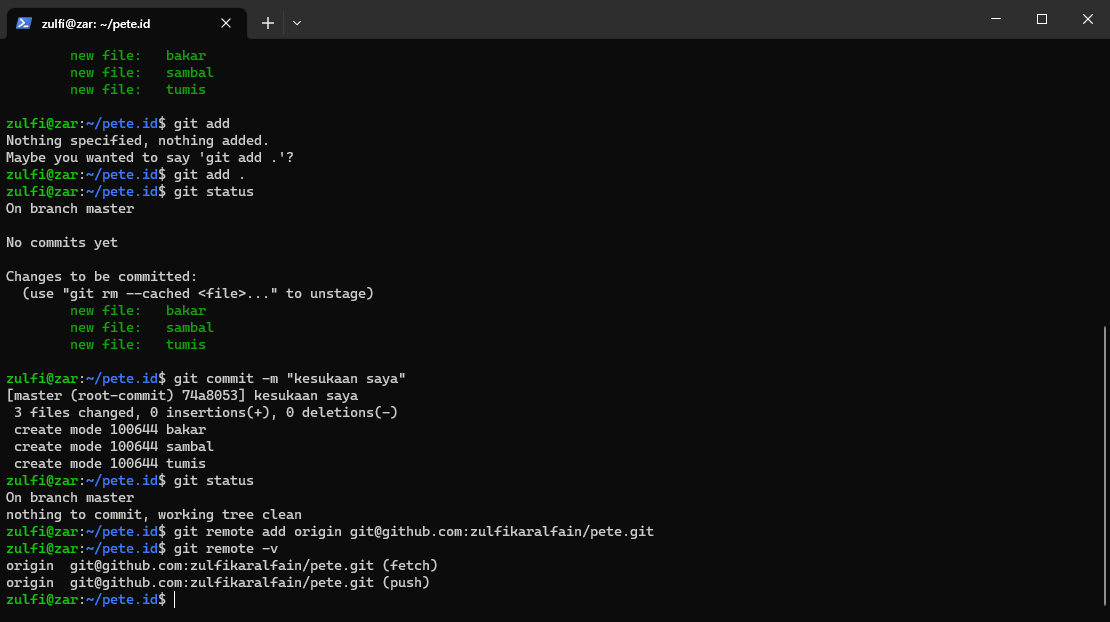 zulfi@zar: ~/pete.id
new file:   bakar
new file:   sambal
new file:   tumis
zulfi@zar:~/pete.id$ git add
Nothing specified, nothing added.
Maybe you wanted to say 'git add .'?
zulfi@zar:~/pete.id$ git add .
zulfi@zar:~/pete.id$ git status
On branch master
No commits yet
Changes to be committed:
  (use "git rm --cached <file>..." to unstage)
        new file:   bakar
        new file:   sambal
        new file:   tumis
zulfi@zar:~/pete.id$ git commit -m "kesukaan saya"
[master (root-commit) 74a8053] kesukaan saya
 3 files changed, 0 insertions(+), 0 deletions(-)
 create mode 100644 bakar
 create mode 100644 sambal
 create mode 100644 tumis
zulfi@zar:~/pete.id$ git status
On branch master
nothing to commit, working tree clean
zulfi@zar:~/pete.id$ git remote add origin git@github.com:zulfikaralfain/pete.git
zulfi@zar:~/pete.id$ git remote -v
origin  git@github.com:zulfikaralfain/pete.git (fetch)
origin  git@github.com:zulfikaralfain/pete.git (push)
zulfi@zar:~/pete.id$